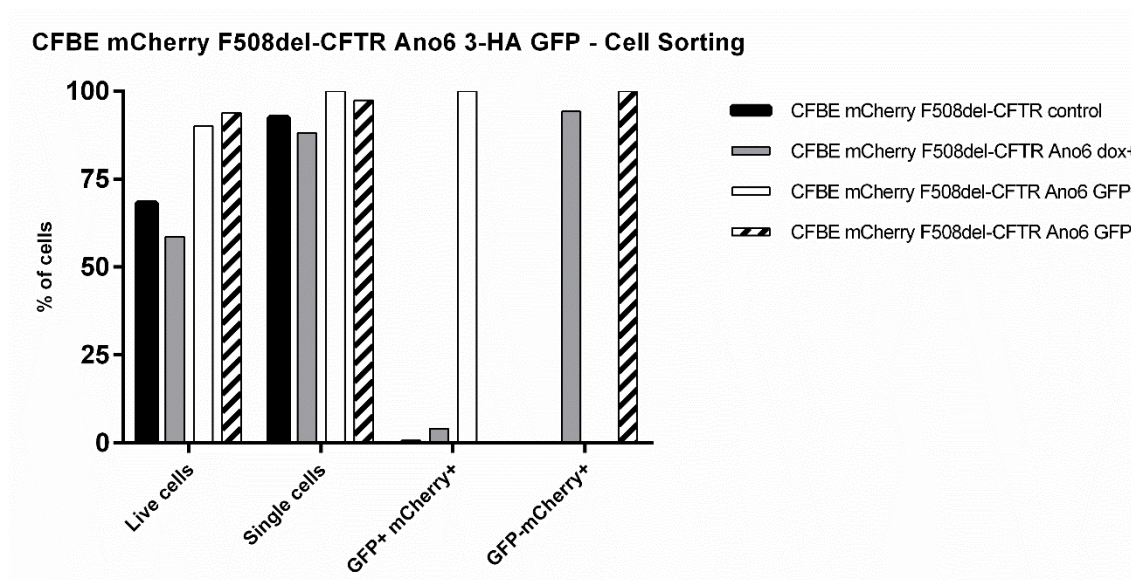 CFBE mCherry F508del-CFTR Ano6 3-HA GFP - Cell Sorting
% of cells
100
75
50
25
0
Live cells
Single cells
GFP+ mCherry+
GFP-mCherry+
CFBE mCherry F508del-CFTR control
CFBE mCherry F508del-CFTR Ano6 dox+
CFBE mCherry F508del-CFTR Ano6 GFP
CFBE mCherry F508del-CFTR Ano6 GFP